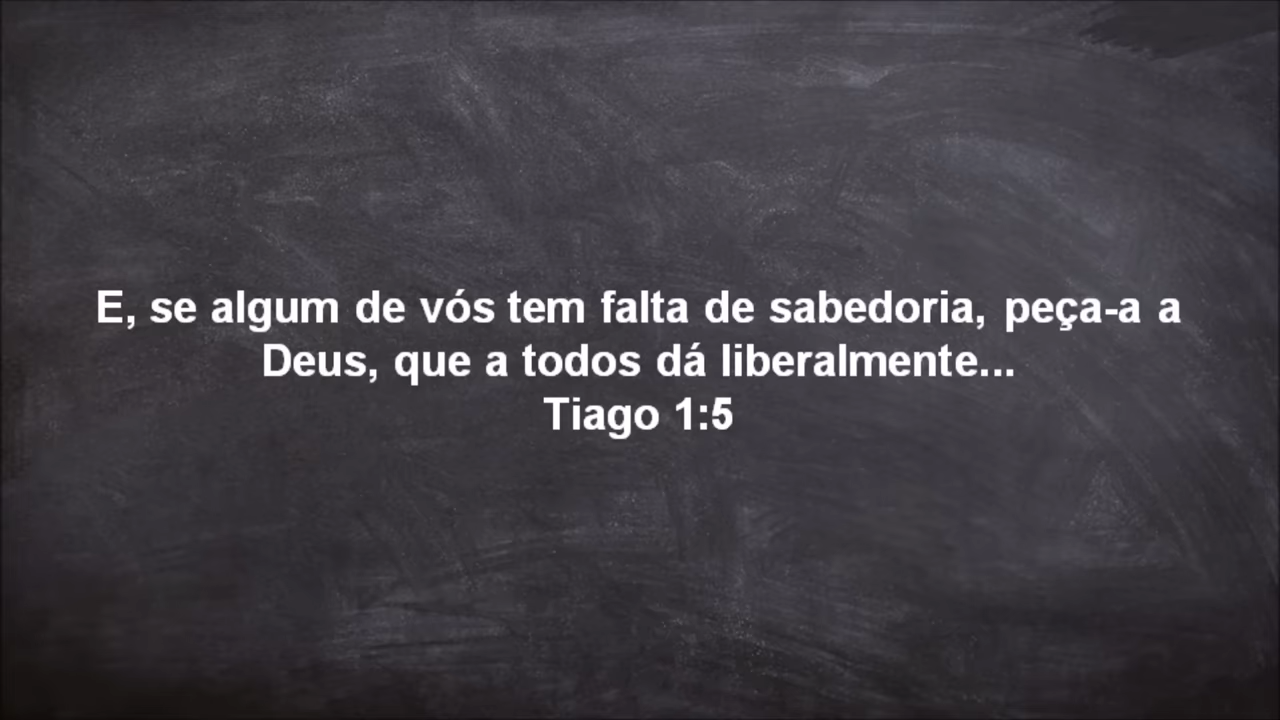 E, se algum de vós tem falta de sabedoria, peça-a a
Deus, que a todos dá liberalmente...
Tiago 1:5